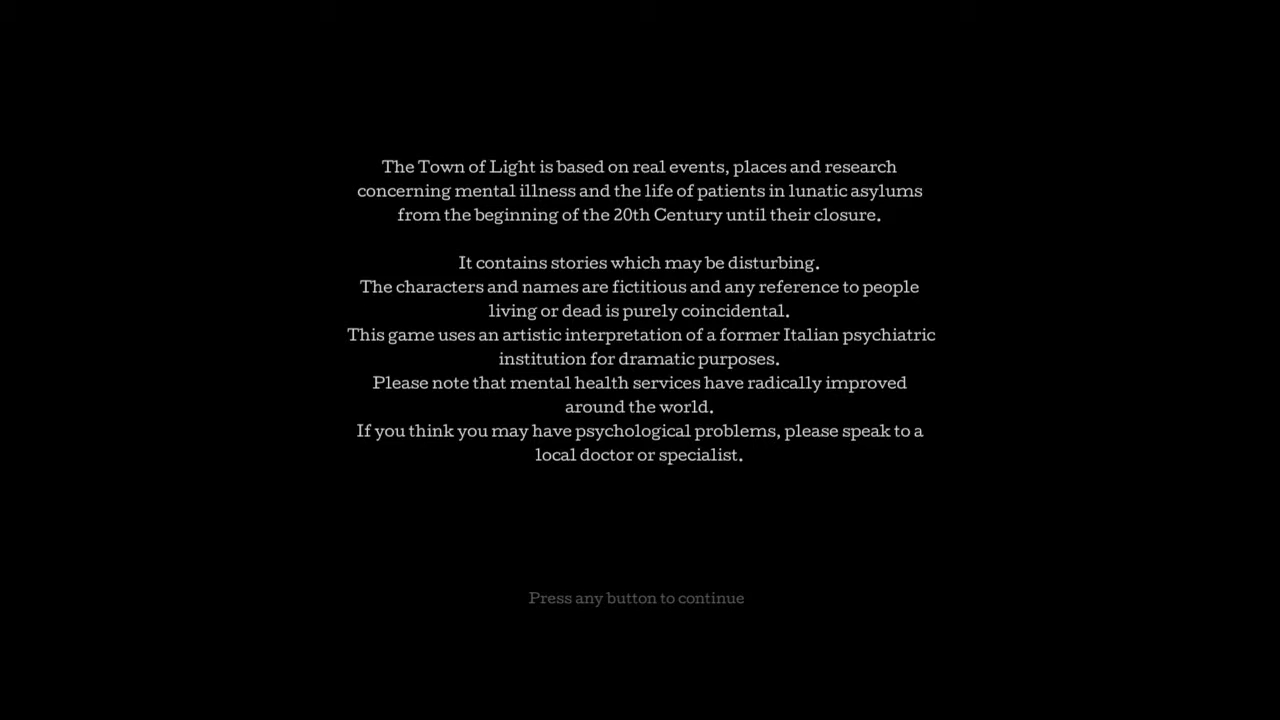 The Town of Light is based on real events, places and research
concerning mental illness and the life of patients in lunatic asylums
from the beginning of the 20th Century until their closure.
It contains stories which may be disturbing.
The characters and names are fictitious and any reference to people
living or dead is purely coincidental.
This game uses an artistic interpretation of a former Italian psychiatric
institution for dramatic purposes.
Please note that mental health services have radically improved
around the world.
If you think you may have psychological problems, please speak to a
local doctor or specialist.
Press any button to continue